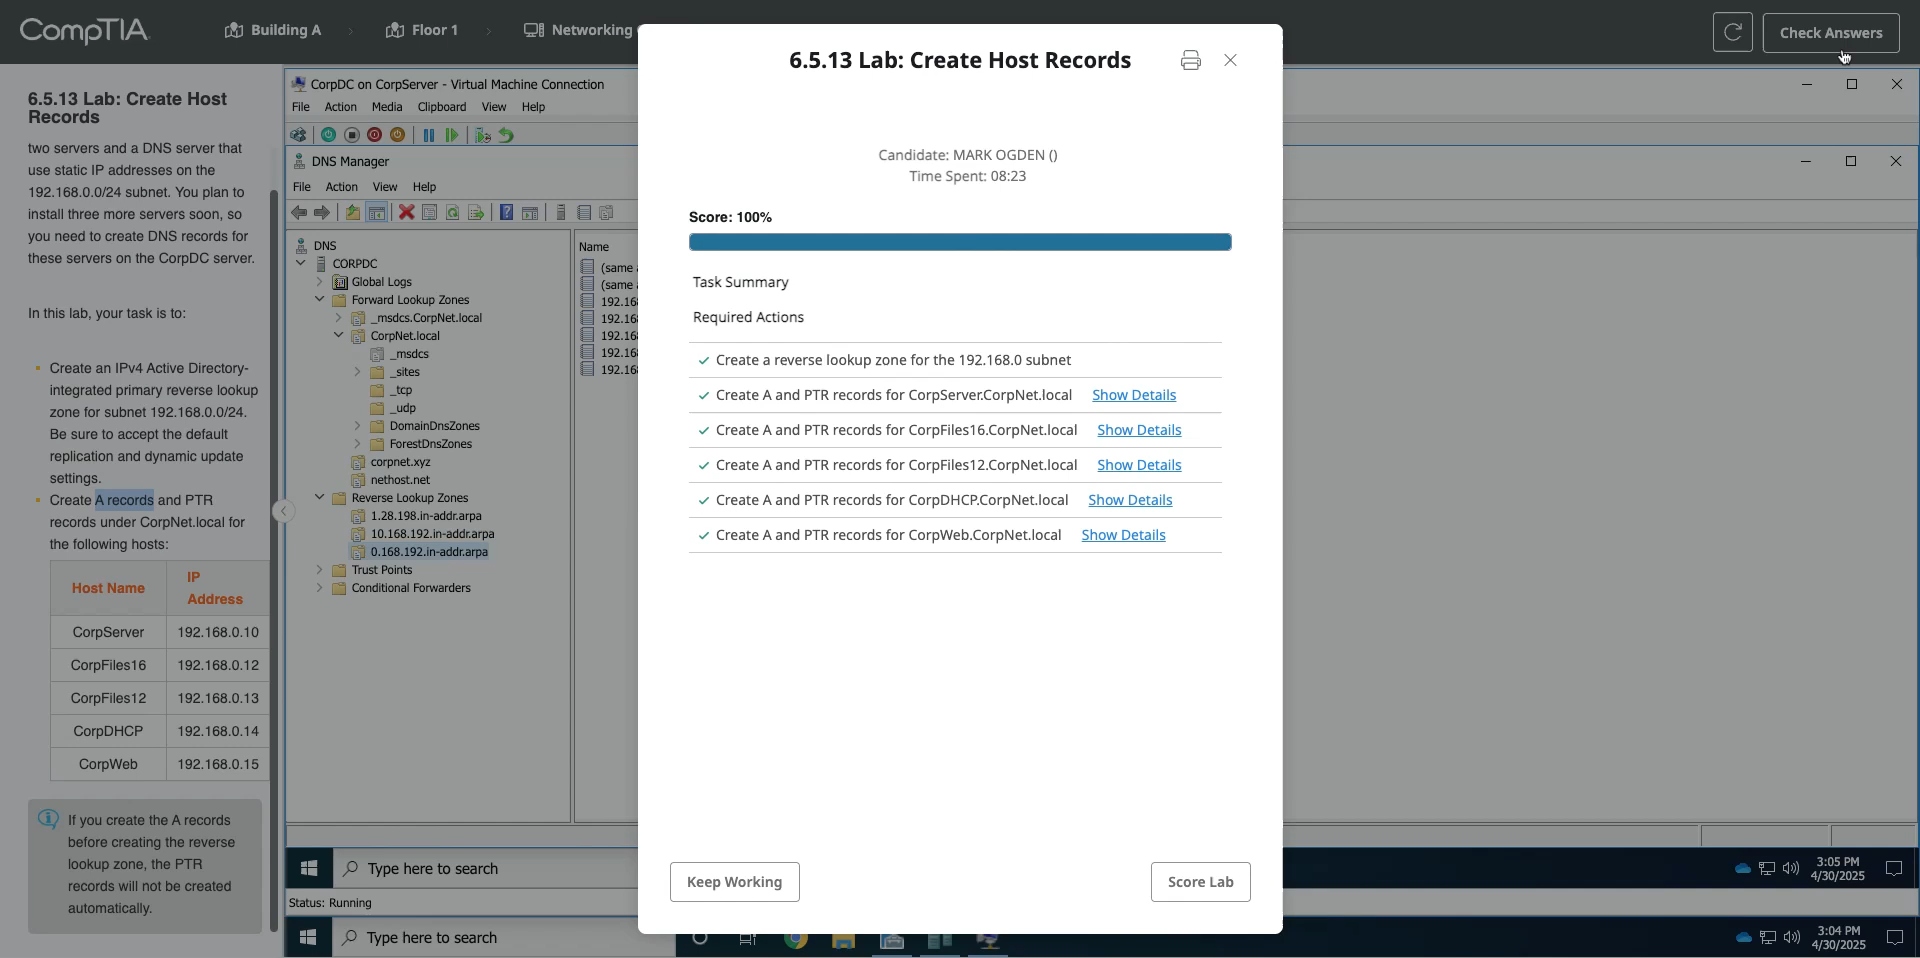 CompTIA.
Building A
Floor 1
Networking
Check Answers
6.5.13 Lab: Create Host
Records
two servers and a DNS server that
use static IP addresses on the
192.168.0.0/24 subnet. You plan to
install three more servers soon, so
you need to create DNS records for
these servers on the CorpDC server.
In this lab, your task is to:
Create an IPv4 Active Directory-
integrated primary reverse lookup
zone for subnet 192.168.0.0/24.
Be sure to accept the default
replication and dynamic update
settings.
Create A records and PTR
records under CorpNet.local for
the following hosts:
Host Name IP Address
CorpServer 192.168.0.10
CorpFiles16 192.168.0.12
CorpFiles12 192.168.0.13
CorpDHCP 192.168.0.14
CorpWeb 192.168.0.15
If you create the A records
before creating the reverse
lookup zone, the PTR
records will not be created
automatically.
CorpDC on CorpServer - Virtual Machine Connection
File Action Media Clipboard View Help
DNS Manager
File Action View Help
DNS
CORPDC
Global Logs
Forward Lookup Zones
_msdcs.CorpNet.local
CorpNet.local
_msdcs
_sites
_tcp
_udp
DomainDnsZones
ForestDnsZones
corpnet.xyz
nethost.net
Reverse Lookup Zones
1.28.198.in-addr.arpa
10.168.192.in-addr.arpa
0.168.192.in-addr.arpa
Trust Points
Conditional Forwarders
Name
(same
(same
192.16
192.16
192.16
192.16
192.16
6.5.13 Lab: Create Host Records
Candidate: MARK OGDEN ()
Time Spent: 08:23
Score: 100%
Task Summary
Required Actions
Create a reverse lookup zone for the 192.168.0 subnet
Create A and PTR records for CorpServer.CorpNet.local Show Details
Create A and PTR records for CorpFiles16.CorpNet.local Show Details
Create A and PTR records for CorpFiles12.CorpNet.local Show Details
Create A and PTR records for CorpDHCP.CorpNet.local Show Details
Create A and PTR records for CorpWeb.CorpNet.local Show Details
Keep Working
Score Lab
Type here to search
3:05 PM
4/30/2025
Status: Running
Type here to search
3:04 PM
4/30/2025